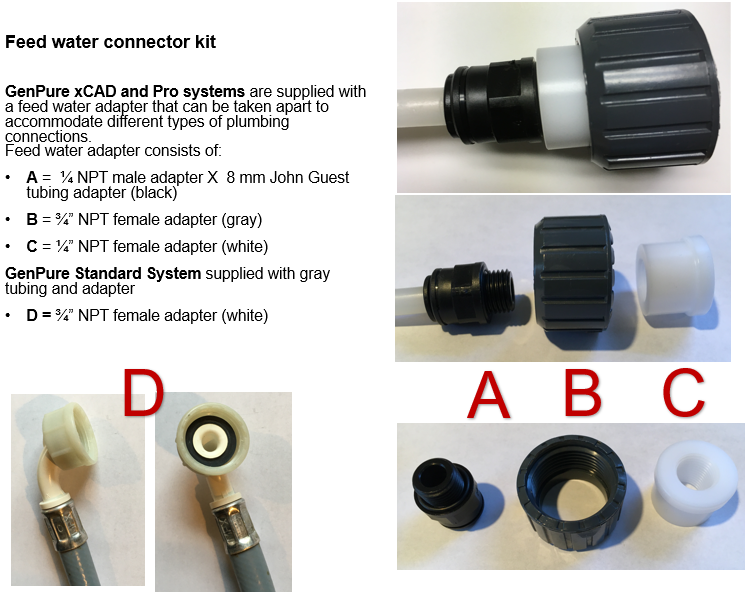 Feed water connector kit
GenPure xCAD and Pro systems are supplied with
a feed water adapter that can be taken apart to
accommodate different types of plumbing
connections.
Feed water adapter consists of:
• A = ¼ NPT male adapter X 8 mm John Guest
tubing adapter (black)
• B = ¾” NPT female adapter (gray)
• C = ¼” NPT female adapter (white)
GenPure Standard System supplied with gray
tubing and adapter
• D = ¾” NPT female adapter (white)
D
A B C